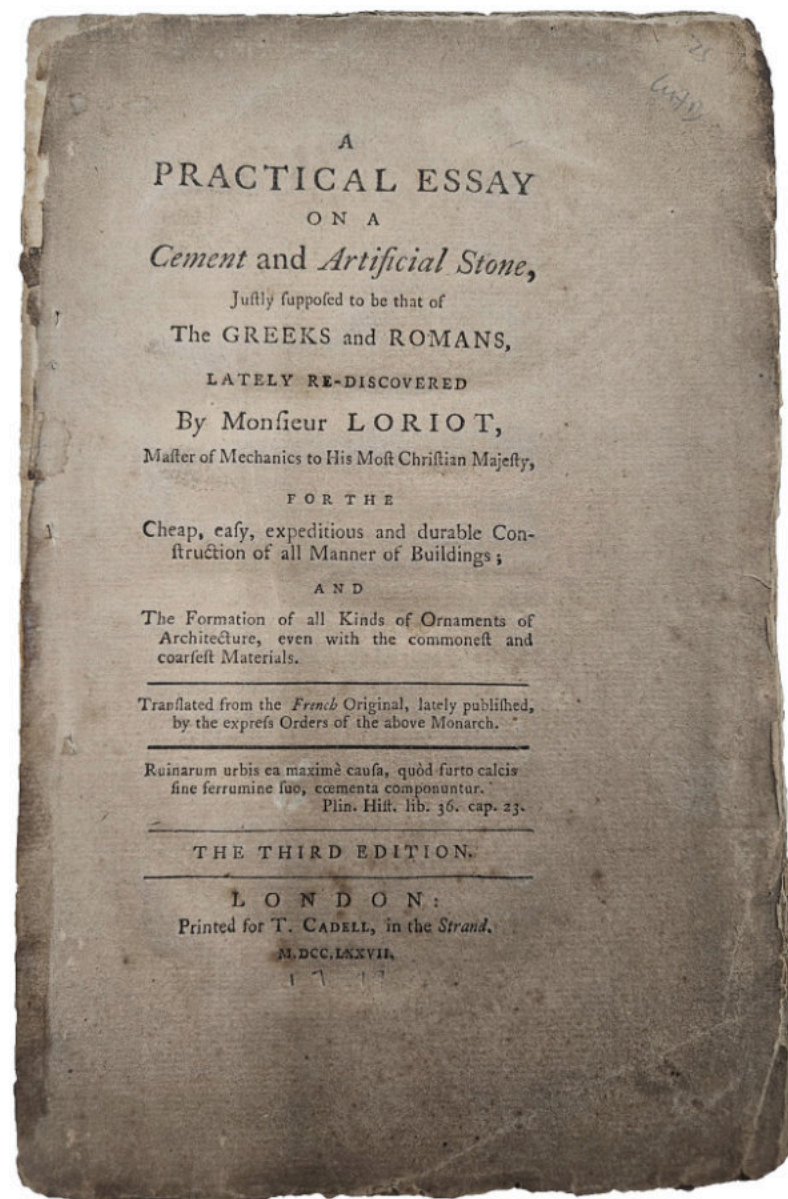 A
PRACTICAL ESSAY
ON A
Cement and Artificial Stone,
Juſtly ſuppoſed to be that of
The GREEKS and ROMANS,
LATELY RE-DISCOVERED
By Monſieur LORIOT,
Maſter of Mechanics to His Moſt Chriſtian Majeſty,
FOR THE
Cheap, eaſy, expeditious and durable Con-
ſtruction of all Manner of Buildings;
AND
The Formation of all Kinds of Ornaments of
Architecture, even with the commoneſt and
coarſeſt Materials.
Tranſlated from the French Original, lately publiſhed,
by the expreſs Orders of the above Monarch.
Ruinarum urbis ea maximè cauſa, quòd furto calcis
ſine ferrumine ſuo, cœmenta componuntur.
Plin. Hiſt. lib. 36. cap. 23.
THE THIRD EDITION.
LONDON:
Printed for T. CADELL, in the Strand.
M.DCC.LXXVII.